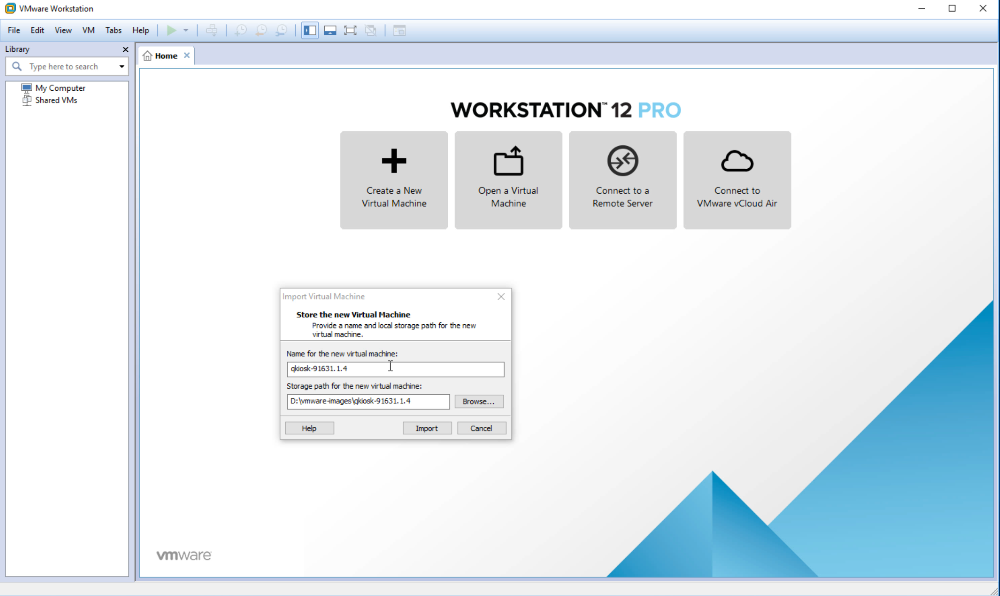 VMware Workstation
File Edit View VM Tabs Help
Library
Type here to search
My Computer
Shared VMs
Home
WORKSTATION™ 12 PRO
Create a New
Virtual Machine
Open a Virtual
Machine
Connect to a
Remote Server
Connect to
VMware vCloud Air
Import Virtual Machine
Store the new Virtual Machine
Provide a name and local storage path for the new
virtual machine.
Name for the new virtual machine:
qkiosk-91631.1.4
Storage path for the new virtual machine:
D:\vmware-images\qkiosk-91631.1.4
Browse...
Help
Import
Cancel
vmware